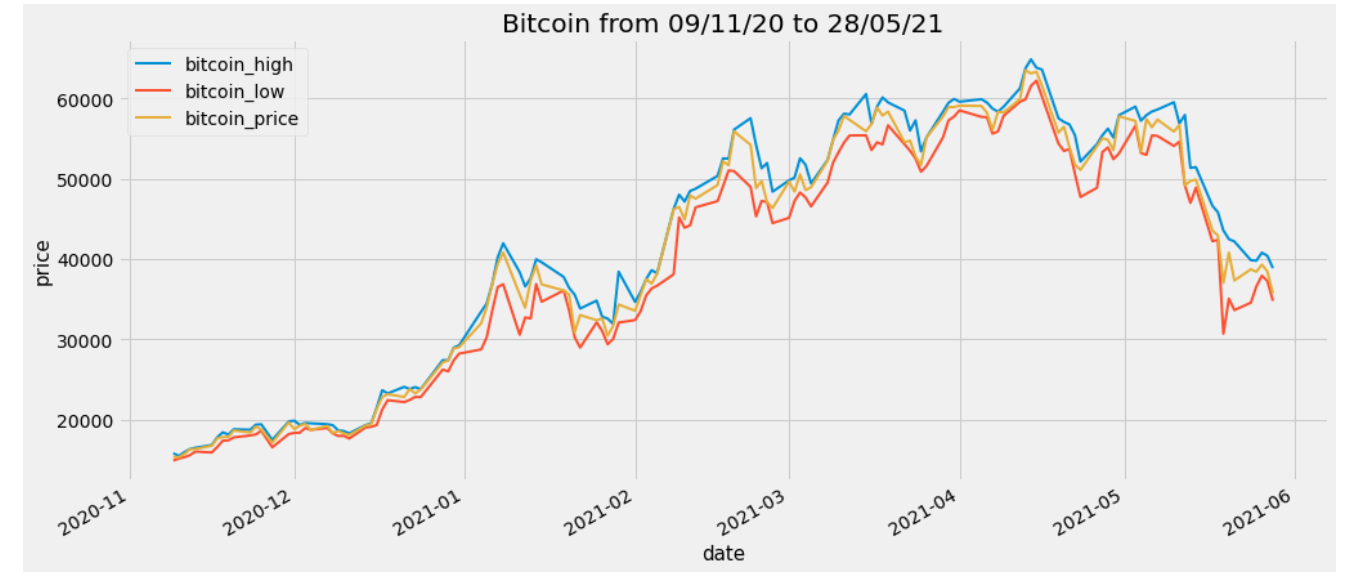 Bitcoin from 09/11/20 to 28/05/21
bitcoin_high
bitcoin_low
bitcoin_price
60000
50000
40000
30000
20000
price
2020-11
2020-12
2021-01
2021-02
2021-03
2021-04
2021-05
2021-06
date